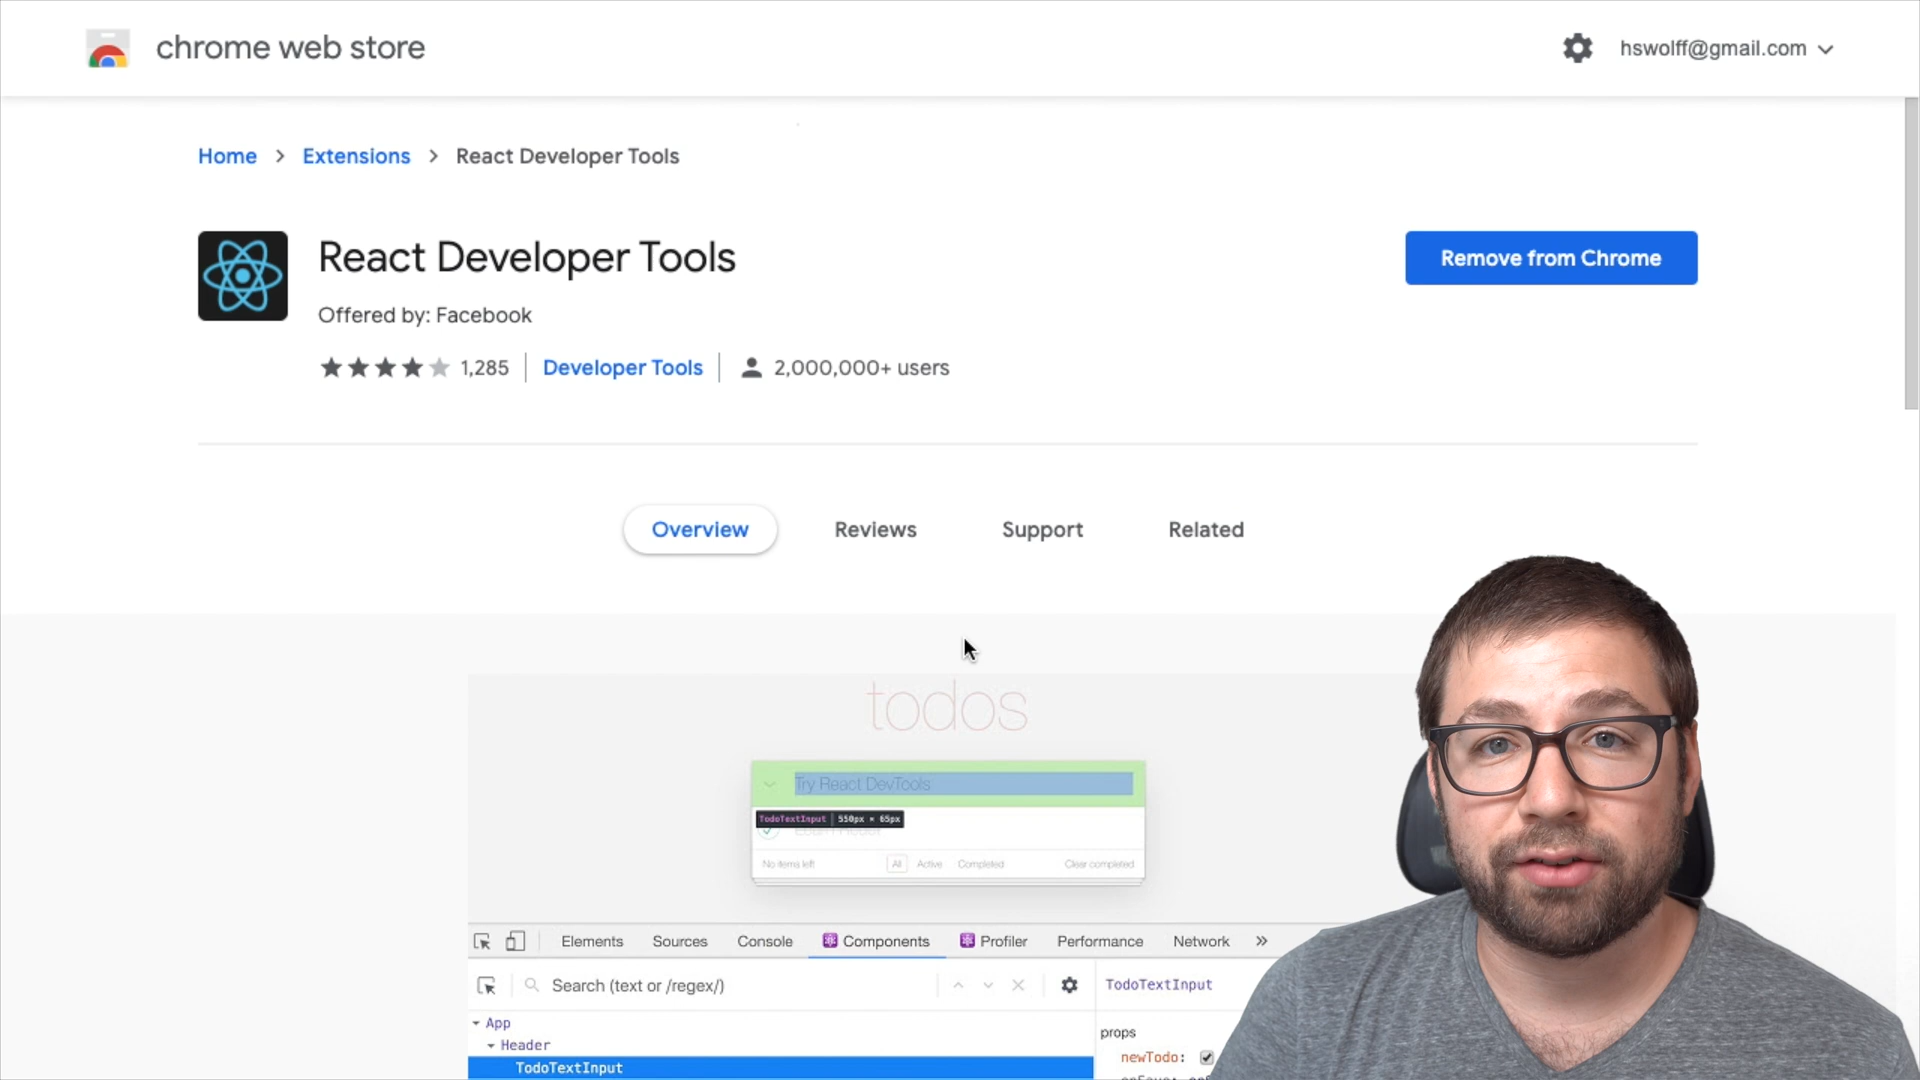 chrome web store
hswolff@gmail.com
Home > Extensions > React Developer Tools
React Developer Tools
Remove from Chrome
Offered by: Facebook
1,285 Developer Tools 2,000,000+ users
Overview Reviews Support Related
todos
Try React DevTools
TodoTextInput 550px × 65px
No items left All Active Completed Clear completed
Elements Sources Console Components Profiler Performance Network »
Search (text or /regex/) TodoTextInput
App
props
Header
newTodo:
TodoTextInput